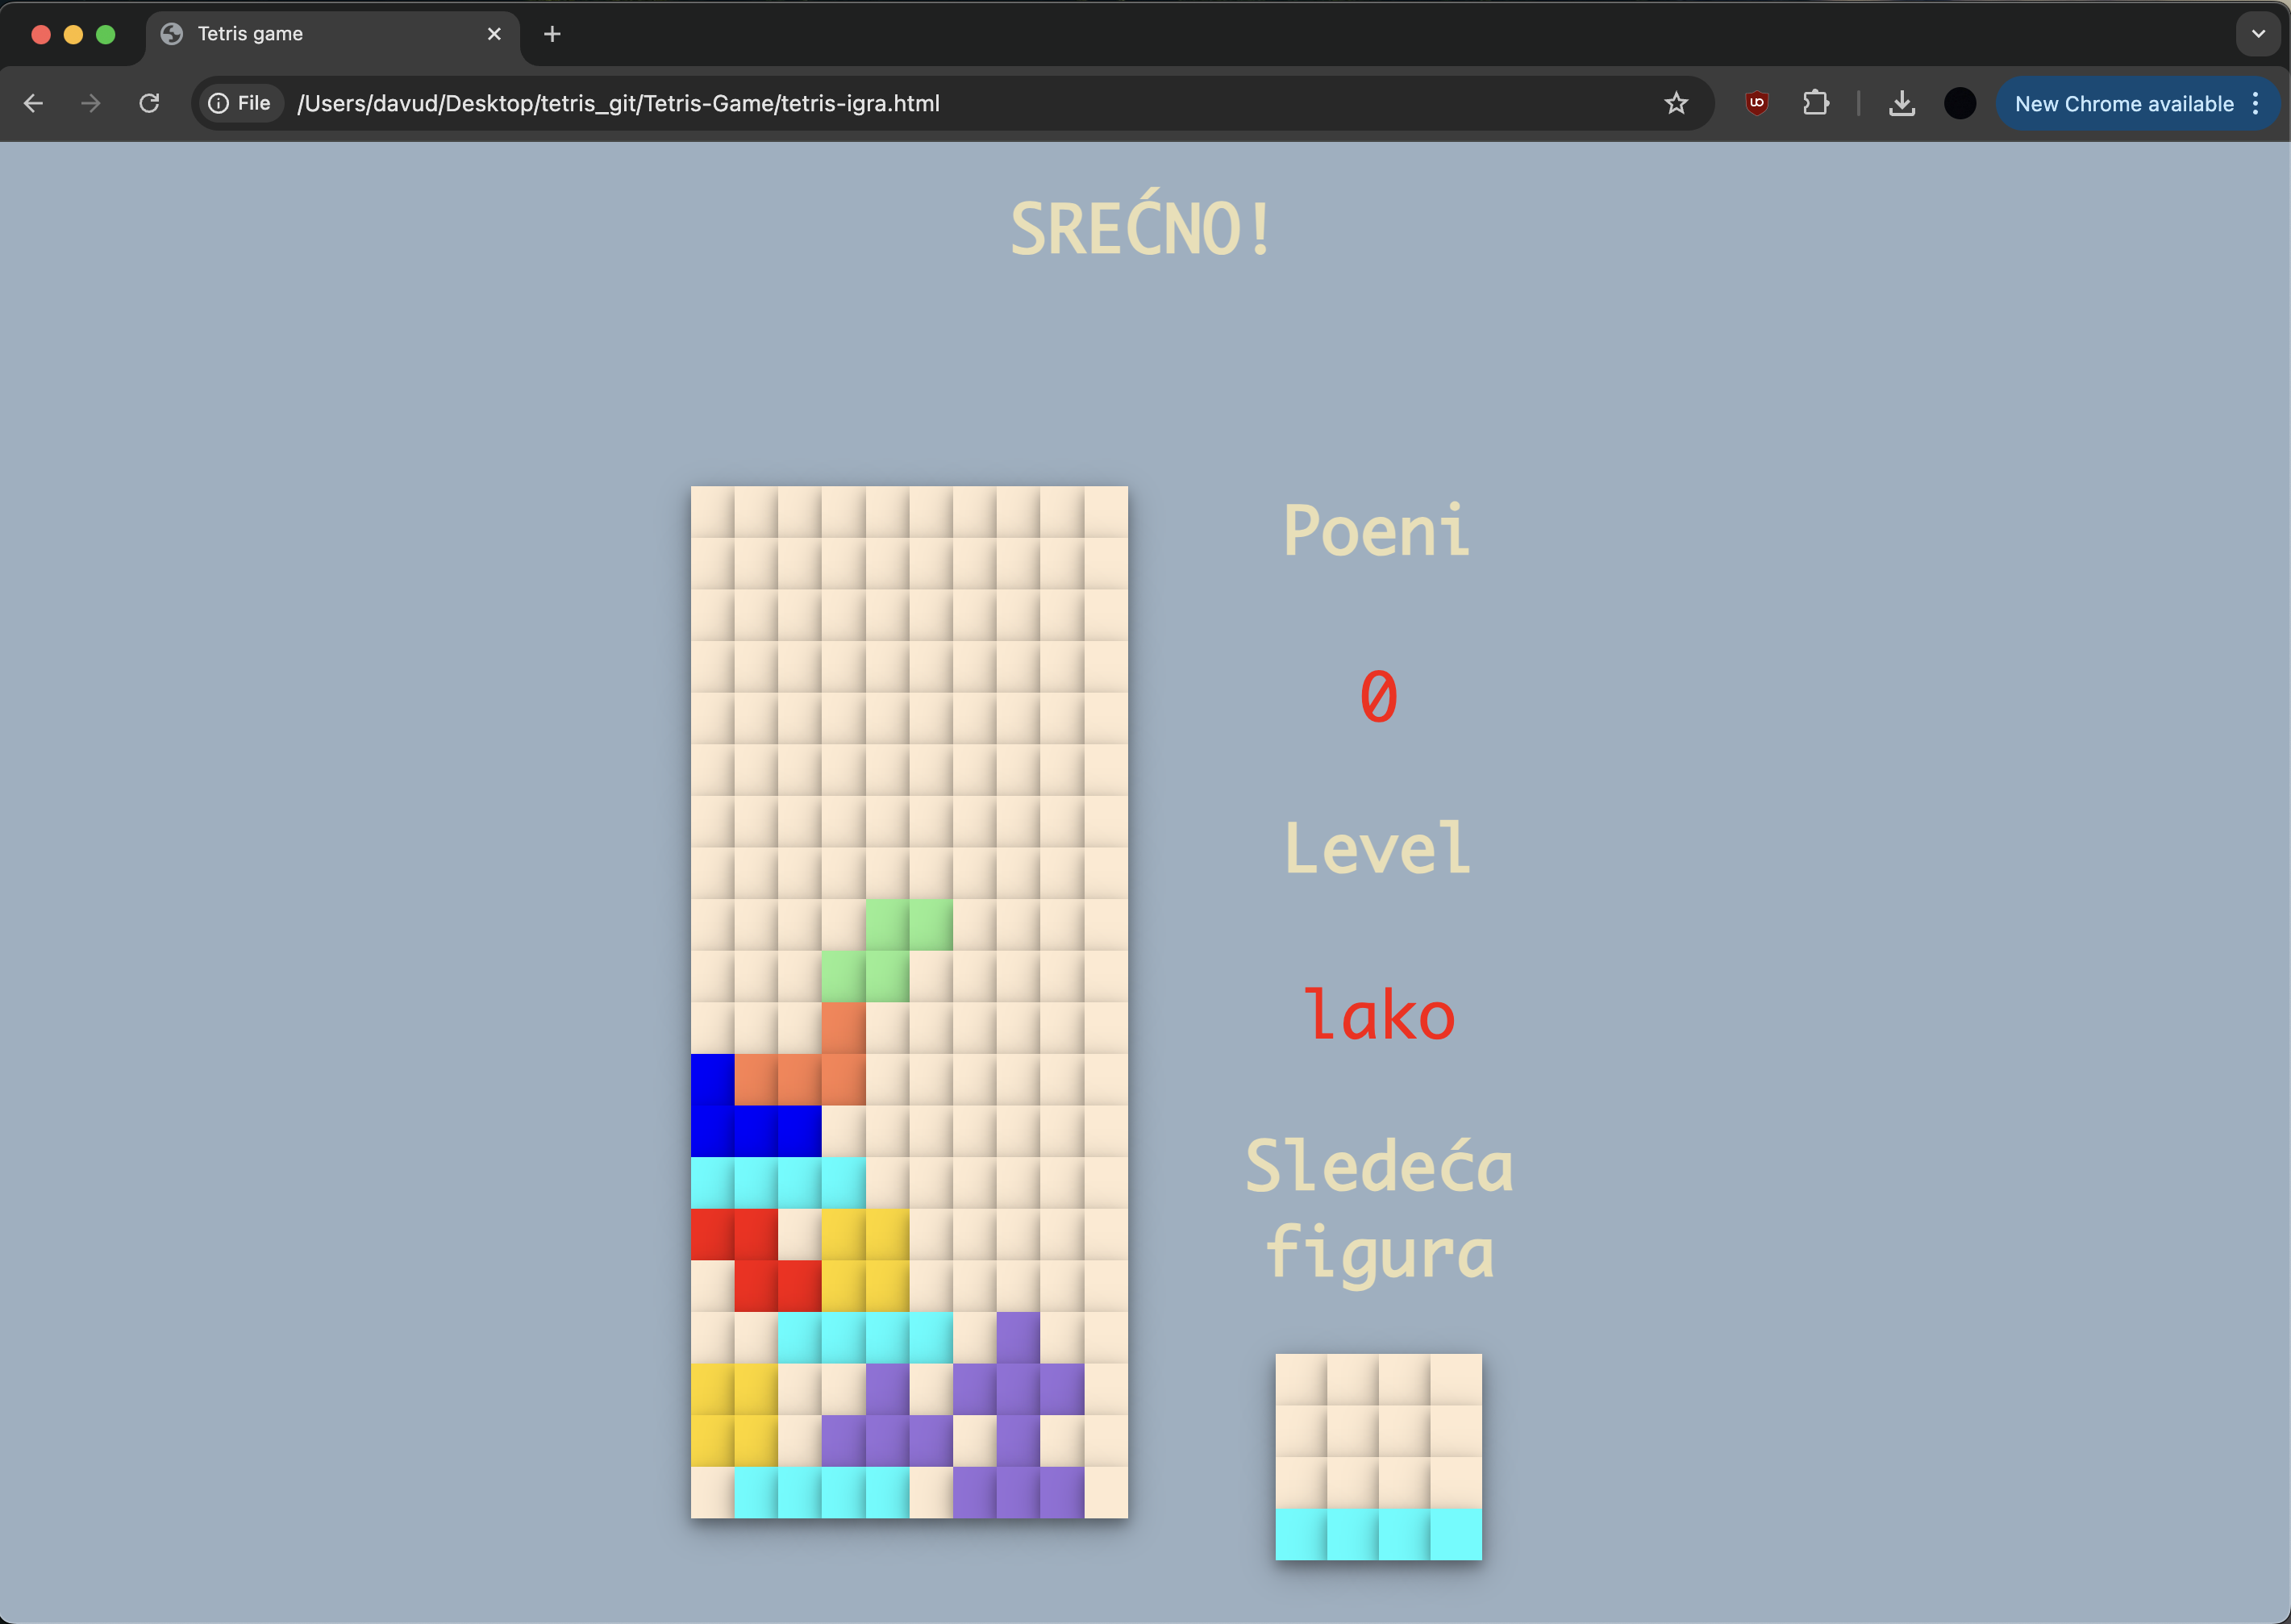 Tetris game
File
/Users/davud/Desktop/tetris_git/Tetris-Game/tetris-igra.html
New Chrome available
SREĆNO!
Poeni
0
Level
lako
Sledeća
figura